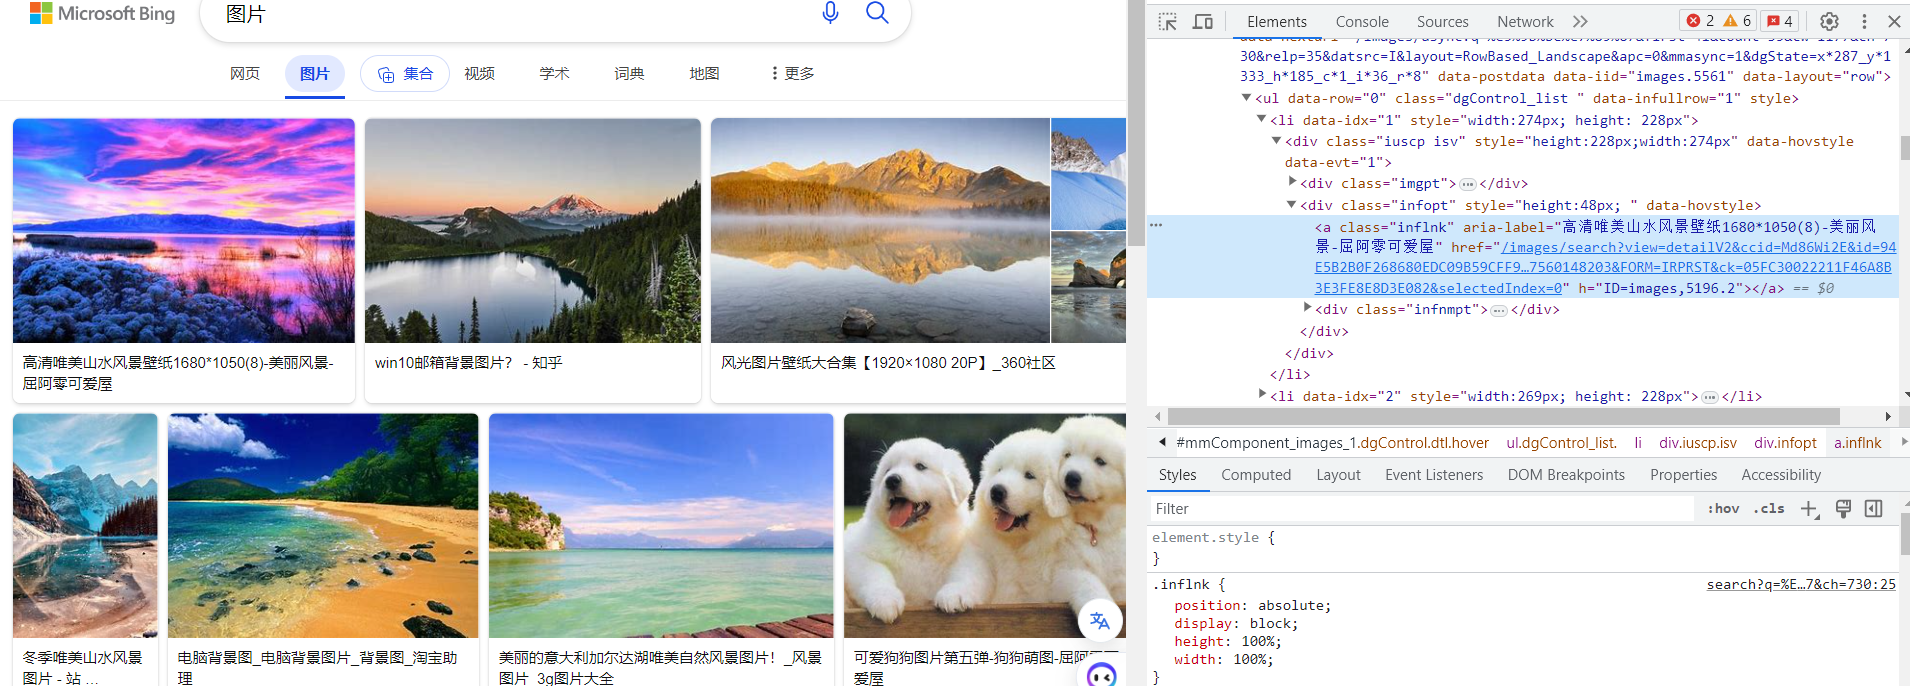 Microsoft Bing
图片
网页
图片
集合
视频
学术
词典
地图
更多
高清唯美山水风景壁纸1680*1050(8)-美丽风景-
屈阿零可爱屋
win10邮箱背景图片? - 知乎
风光图片壁纸大合集【1920×1080 20P】_360社区
冬季唯美山水风景
图片 - 站 ...
电脑背景图_电脑背景图片_背景图_淘宝助
理
美丽的意大利加尔达湖唯美自然风景图片！_风景
图片_3g图片大全
可爱狗狗图片第五弹-狗狗萌图-屈阿零可
爱屋
Elements
Console
Sources
Network
2
6
4
30&relp=35&datsrc=I&layout=RowBased_Landscape&apc=0&mmasync=1&dgState=x*287_y*1
333_h*185_c*1_i*36_r*8" data-postdata data-iid="images.5561" data-layout="row">
<ul data-row="0" class="dgControl_list " data-infullrow="1" style>
<li data-idx="1" style="width:274px; height: 228px">
<div class="iuscp isv" style="height:228px;width:274px" data-hovstyle
data-evt="1">
<div class="imgpt">…</div>
<div class="infopt" style="height:48px; " data-hovstyle>
<a class="inflnk" aria-label="高清唯美山水风景壁纸1680*1050(8)-美丽风
景-屈阿零可爱屋" href="/images/search?view=detailV2&ccid=Md86Wi2E&id=94
E5B2B0F268680EDC09B59CFF9…7560148203&FORM=IRPRST&ck=05FC30022211F46A8B
3E3FE8E8D3E082&selectedIndex=0" h="ID=images,5196.2"></a> == $0
<div class="infnmpt">…</div>
</div>
</div>
</li>
<li data-idx="2" style="width:269px; height: 228px">…</li>
#mmComponent_images_1.dgControl.dtl.hover
ul.dgControl_list.
li
div.iuscp.isv
div.infopt
a.inflnk
Styles
Computed
Layout
Event Listeners
DOM Breakpoints
Properties
Accessibility
Filter
:hov
.cls
element.style {
}
.inflnk {
search?q=%E…7&ch=730:25
position: absolute;
display: block;
height: 100%;
width: 100%;
}